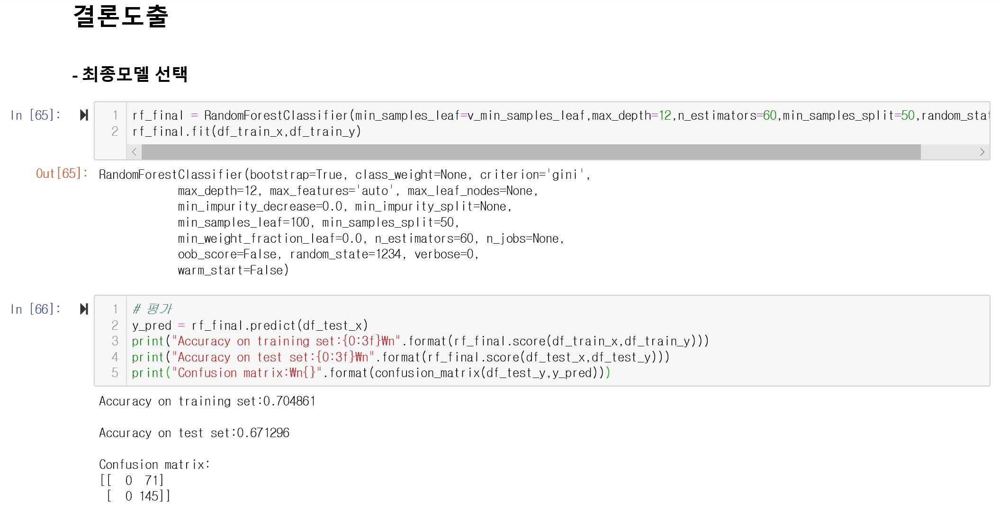 결론도출
- 최종모델 선택
In [65]:
1 rf_final = RandomForestClassifier(min_samples_leaf=v_min_samples_leaf,max_depth=12,n_estimators=60,min_samples_split=50,random_stat
2 rf_final.fit(df_train_x,df_train_y)
Out[65]: RandomForestClassifier(bootstrap=True, class_weight=None, criterion='gini',
max_depth=12, max_features='auto', max_leaf_nodes=None,
min_impurity_decrease=0.0, min_impurity_split=None,
min_samples_leaf=100, min_samples_split=50,
min_weight_fraction_leaf=0.0, n_estimators=60, n_jobs=None,
oob_score=False, random_state=1234, verbose=0,
warm_start=False)
In [66]:
1 # 평가
2 y_pred = rf_final.predict(df_test_x)
3 print("Accuracy on training set:{0:3f}₩n".format(rf_final.score(df_train_x,df_train_y)))
4 print("Accuracy on test set:{0:3f}₩n".format(rf_final.score(df_test_x,df_test_y)))
5 print("Confusion matrix:₩n{}".format(confusion_matrix(df_test_y,y_pred)))
Accuracy on training set:0.704861
Accuracy on test set:0.671296
Confusion matrix:
[[  0  71]
[  0 145]]